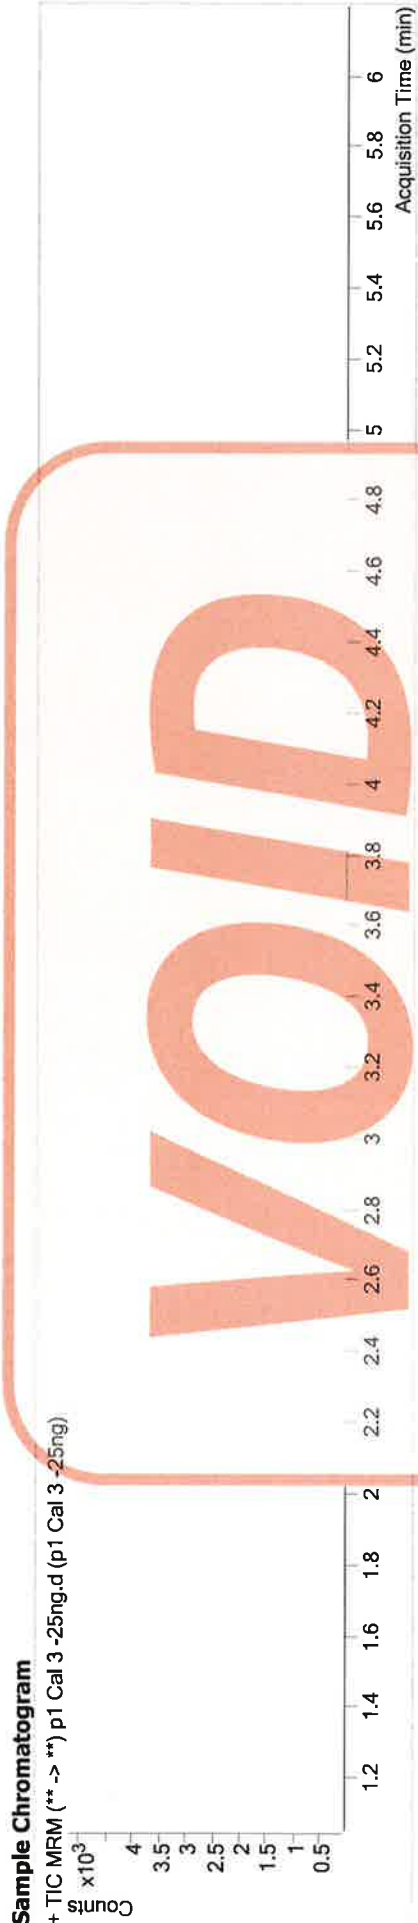 Sample Chromatogram
+ TIC MRM (** -> **) p1 Cal 3 -25ng.d (p1 Cal 3 -25ng)
Counts
x10³
4
3.5
3
2.5
2
1.5
1
0.5
VOID
1.2 1.4 1.6 1.8 2 2.2 2.4 2.6 2.8 3 3.2 3.4 3.6 3.8 4 4.2 4.4 4.6 4.8 5 5.2 5.4 5.6 5.8 6
Acquisition Time (min)